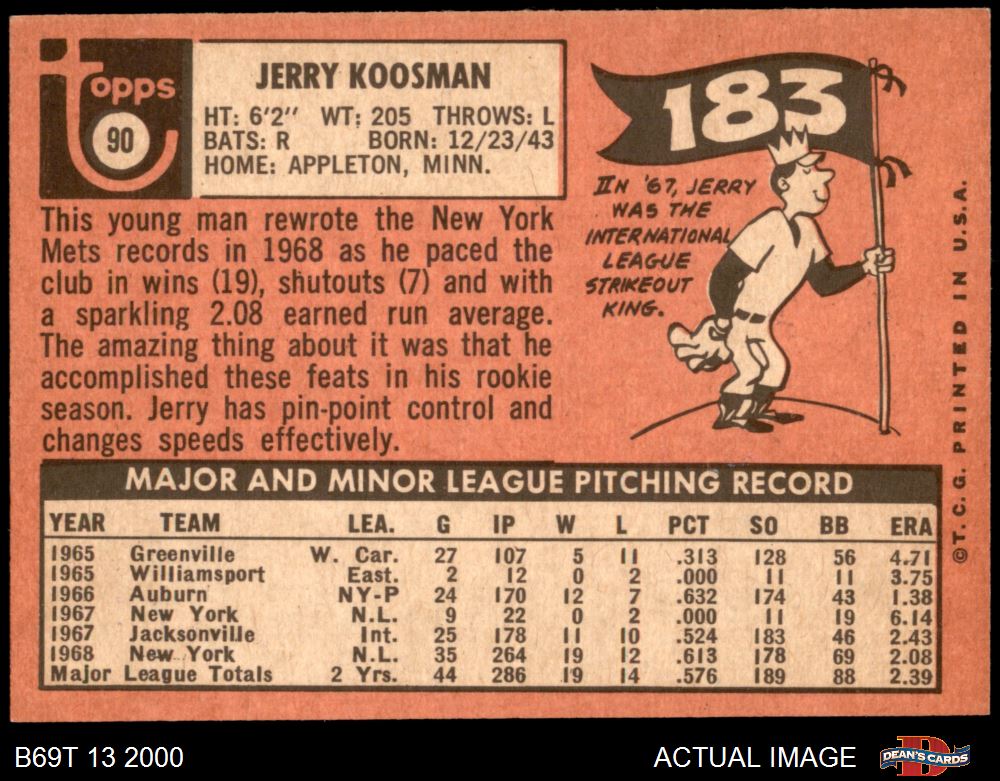 Topps
90
JERRY KOOSMAN
HT: 6'2" WT: 205 THROWS: L
BATS: R BORN: 12/23/43
HOME: APPLETON, MINN.
This young man rewrote the New York
Mets records in 1968 as he paced the
club in wins (19), shutouts (7) and with
a sparkling 2.08 earned run average.
The amazing thing about it was that he
accomplished these feats in his rookie
season. Jerry has pin-point control and
changes speeds effectively.
183
IN '67, JERRY
WAS THE
INTERNATIONAL
LEAGUE
STRIKEOUT
KING.
©T. C. G. PRINTED IN U.S.A.
MAJOR AND MINOR LEAGUE PITCHING RECORD
YEAR TEAM LEA. G IP W L PCT SO BB ERA
1965 Greenville W. Car. 27 107 5 11 .313 128 56 4.71
1965 Williamsport East. 2 12 0 2 .000 11 11 3.75
1966 Auburn NY-P 24 170 12 7 .632 174 43 1.38
1967 New York N.L. 9 22 0 2 .000 11 19 6.14
1967 Jacksonville Int. 25 178 11 10 .524 183 46 2.43
1968 New York N.L. 35 264 19 12 .613 178 69 2.08
Major League Totals 2 Yrs. 44 286 19 14 .576 189 88 2.39
B69T 13 2000
ACTUAL IMAGE
DEAN'S CARDS